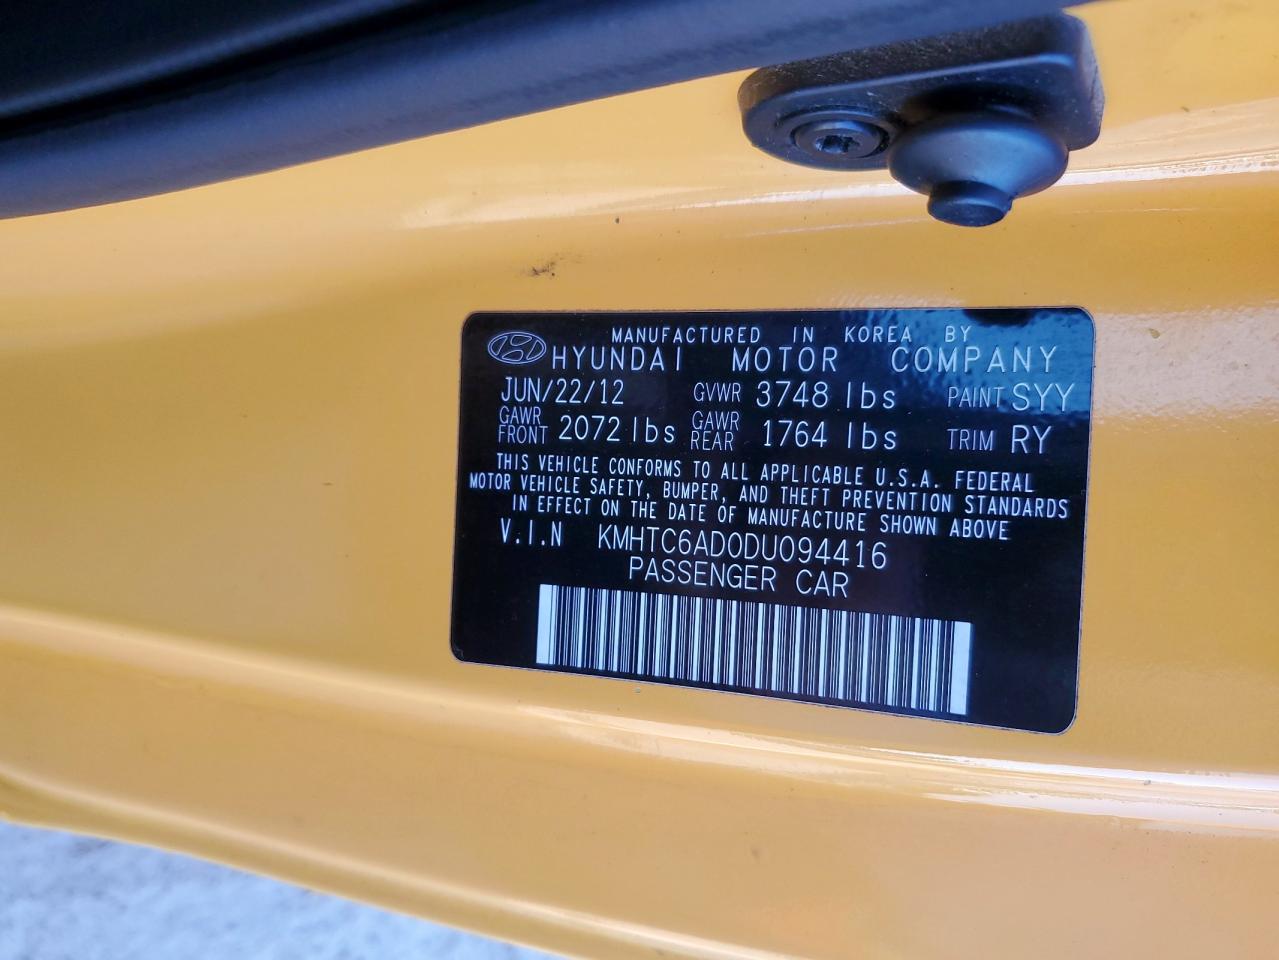 MANUFACTURED IN KOREA BY
HYUNDAI MOTOR COMPANY
JUN/22/12 GVWR 3748 lbs PAINT SYY
GAWR FRONT 2072 lbs GAWR REAR 1764 lbs TRIM RY
THIS VEHICLE CONFORMS TO ALL APPLICABLE U.S.A. FEDERAL
MOTOR VEHICLE SAFETY, BUMPER, AND THEFT PREVENTION STANDARDS
IN EFFECT ON THE DATE OF MANUFACTURE SHOWN ABOVE
V.I.N KMHTC6AD0DU094416
PASSENGER CAR